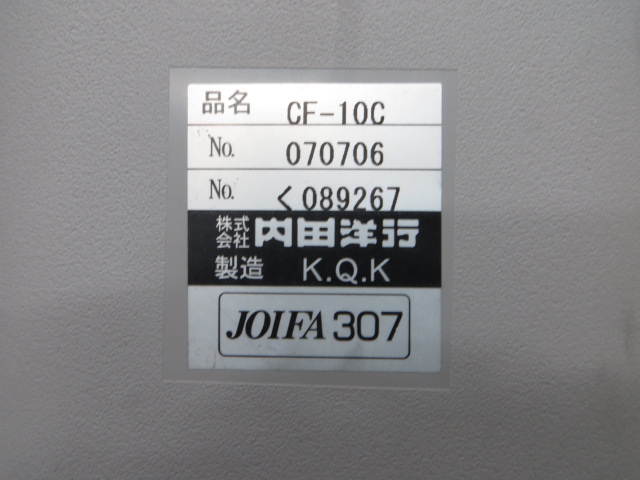 品名 CF-10C
No. 070706
No. く089267
株式会社 内田洋行
製造 K.Q.K
JOIFA 307